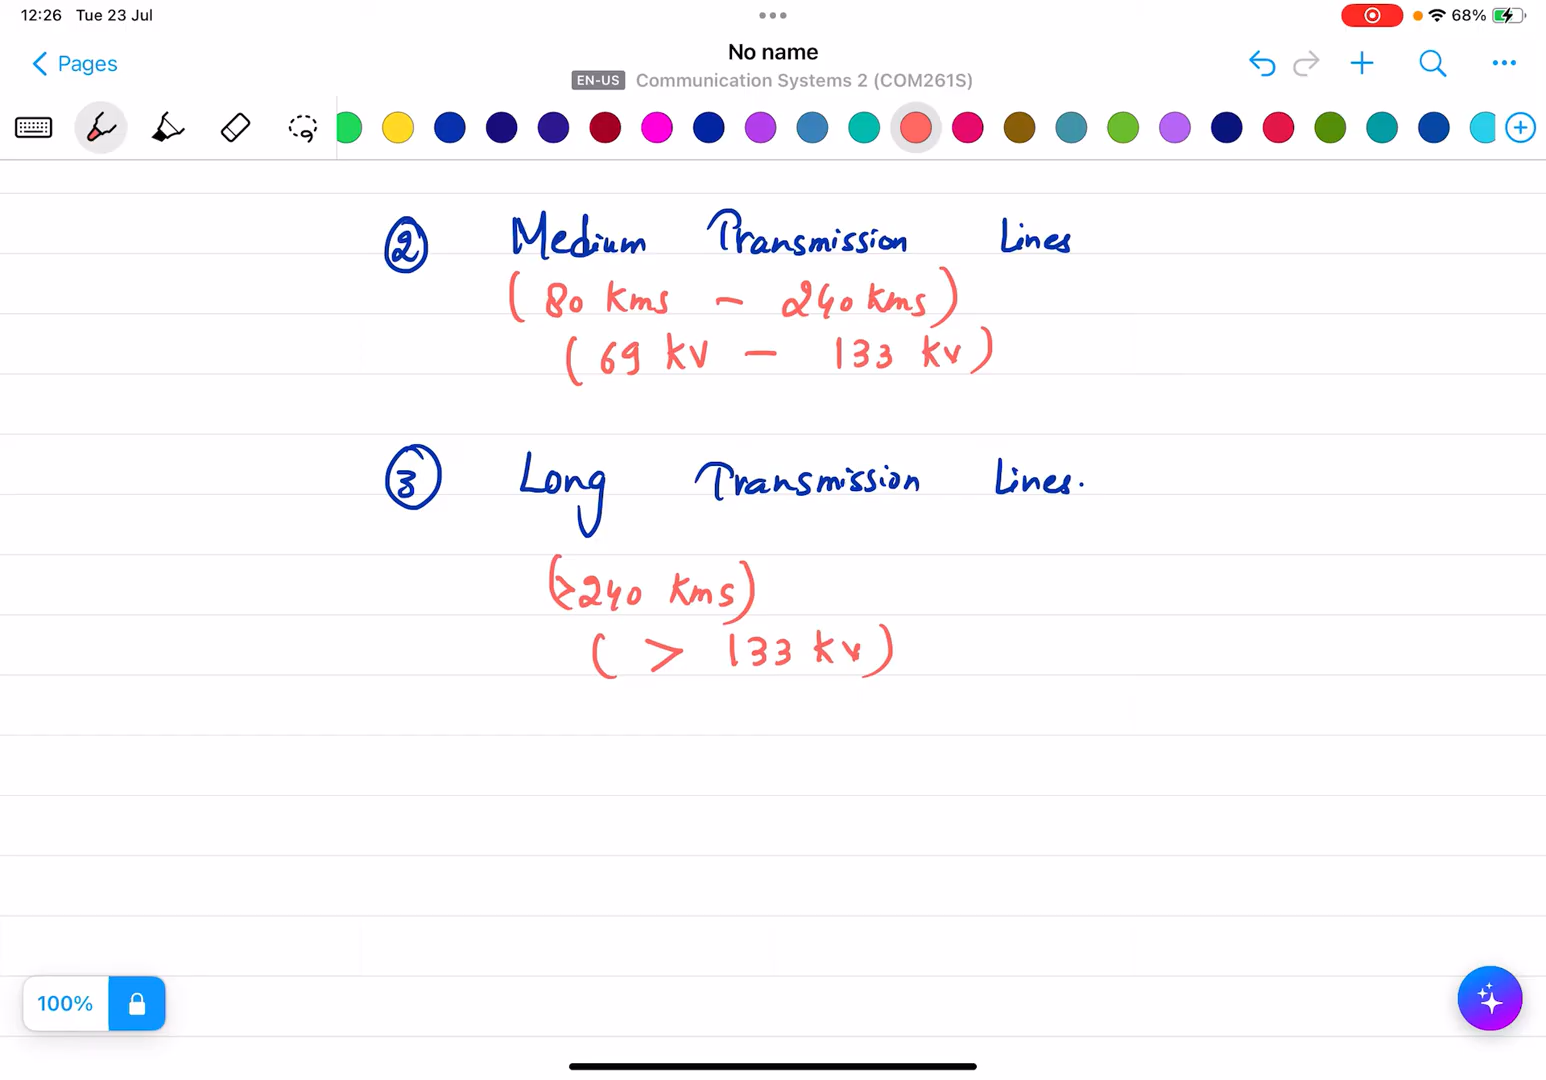 12:26 Tue 23 Jul
68%
Pages
No name
EN-US Communication Systems 2 (COM261S)
② Medium Transmission Lines
(80 Kms - 240 Kms)
(69 KV - 133 KV)
③ Long Transmission Lines.
(>240 Kms)
( > 133 KV)
100%